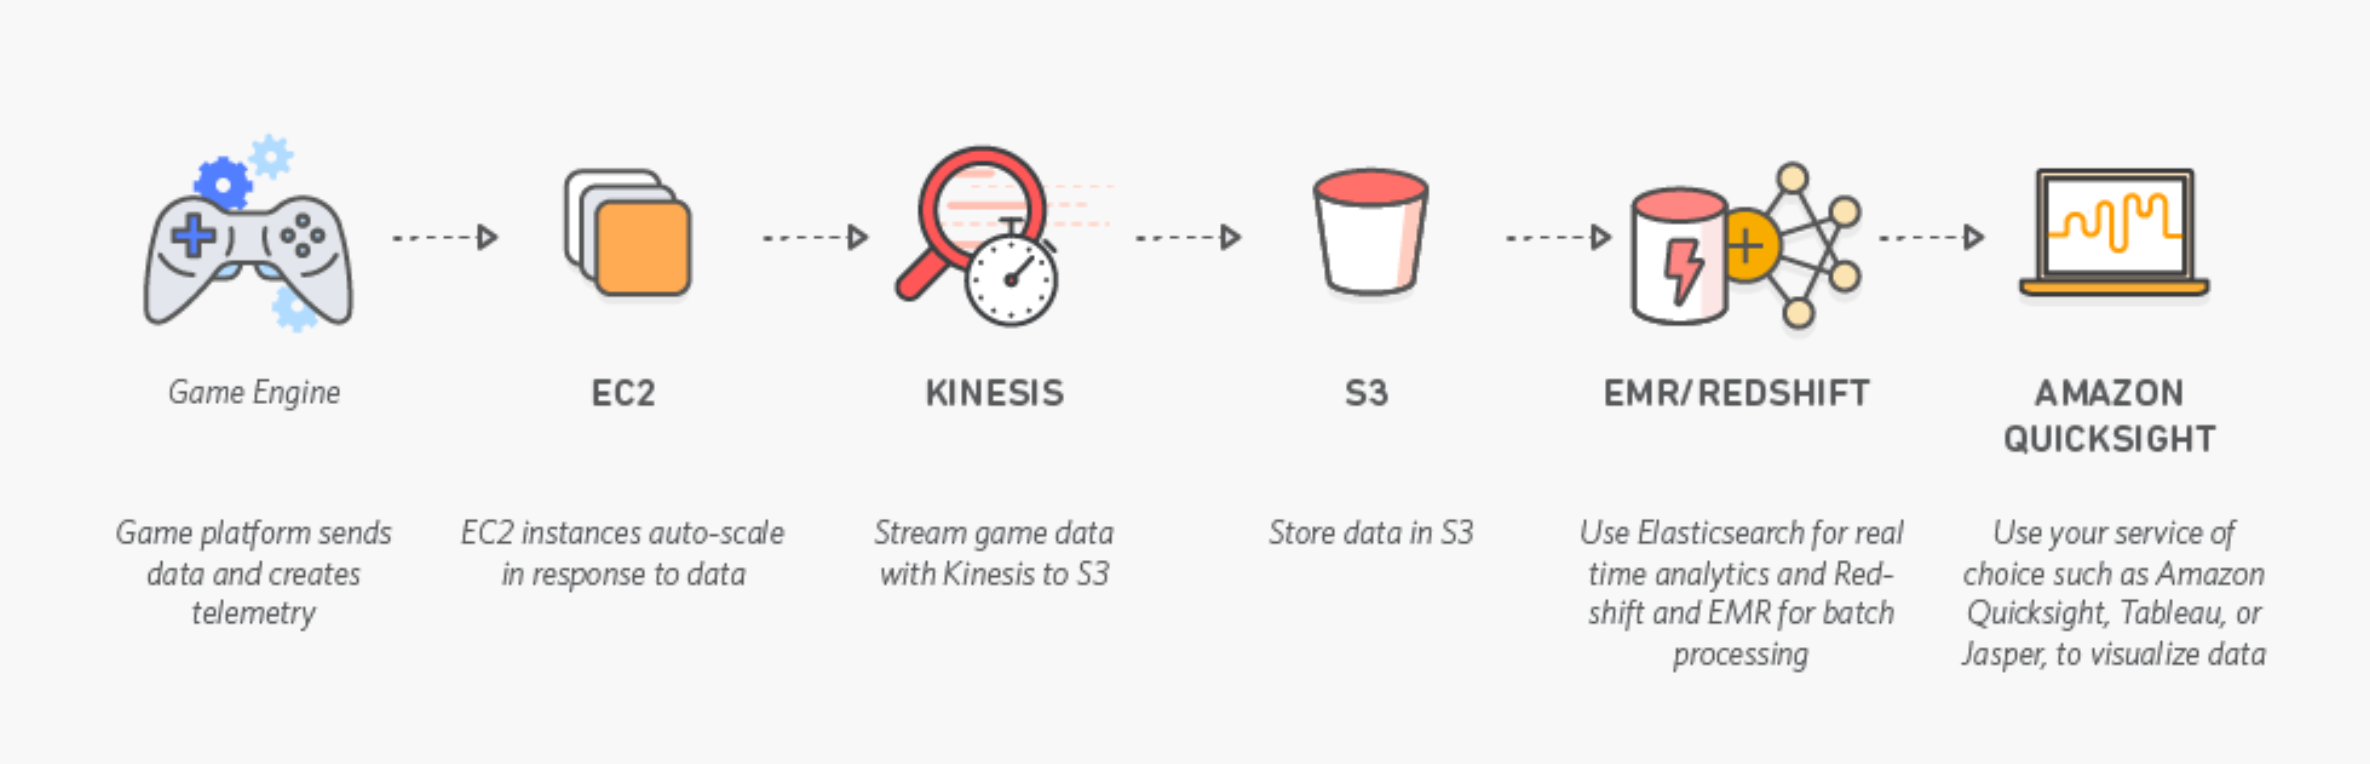 Game Engine
EC2
KINESIS
S3
EMR/REDSHIFT
AMAZON
QUICKSIGHT
Game platform sends
data and creates
telemetry
EC2 instances auto-scale
in response to data
Stream game data
with Kinesis to S3
Store data in S3
Use Elasticsearch for real
time analytics and Red-
shift and EMR for batch
processing
Use your service of
choice such as Amazon
Quicksight, Tableau, or
Jasper, to visualize data